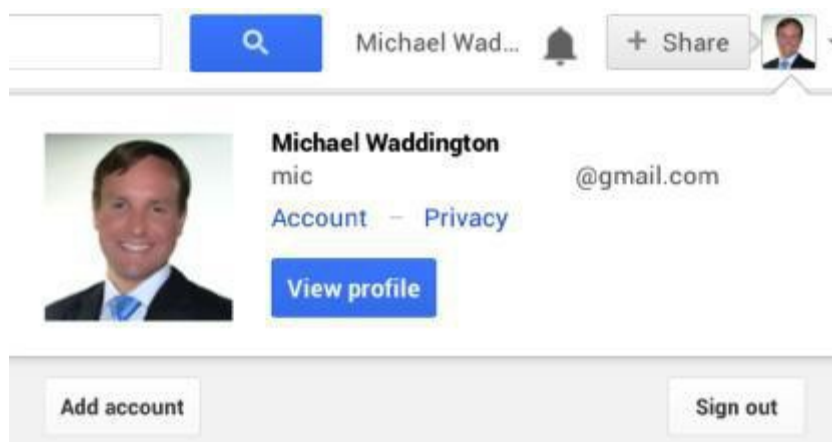 Michael Wad... + Share
Michael Waddington
mic @gmail.com
Account – Privacy
View profile
Add account Sign out